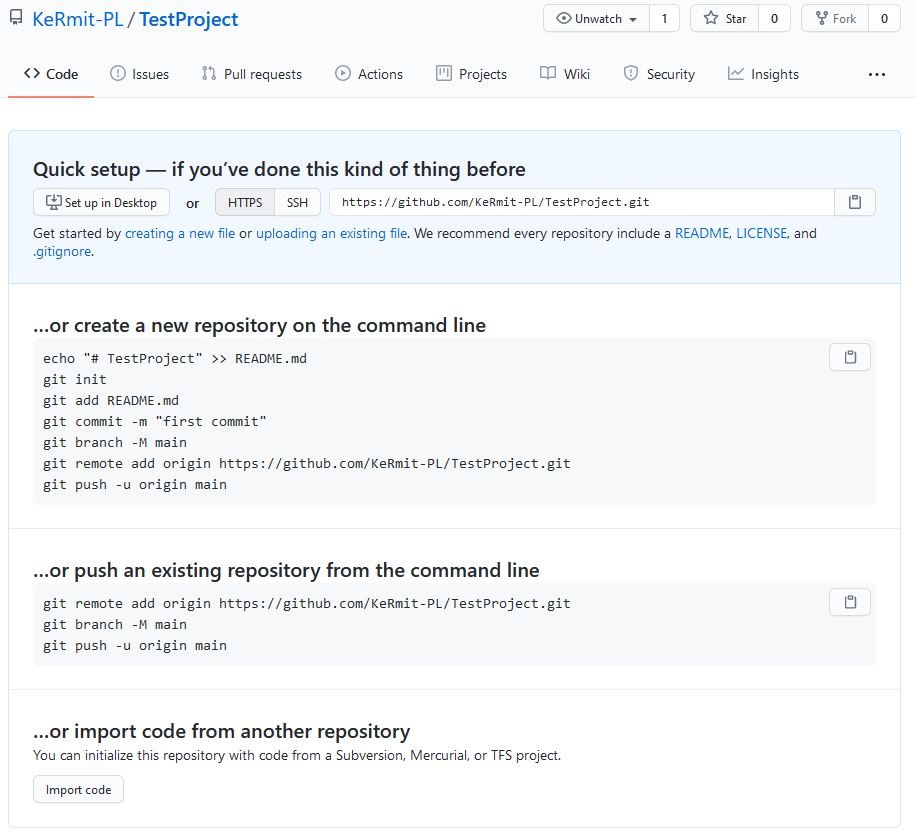 KeRmit-PL / TestProject
Unwatch 1 Star 0 Fork 0
Code Issues Pull requests Actions Projects Wiki Security Insights ...
Quick setup — if you've done this kind of thing before
Set up in Desktop or HTTPS SSH https://github.com/KeRmit-PL/TestProject.git
Get started by creating a new file or uploading an existing file. We recommend every repository include a README, LICENSE, and
.gitignore.
...or create a new repository on the command line
echo "# TestProject" >> README.md
git init
git add README.md
git commit -m "first commit"
git branch -M main
git remote add origin https://github.com/KeRmit-PL/TestProject.git
git push -u origin main
...or push an existing repository from the command line
git remote add origin https://github.com/KeRmit-PL/TestProject.git
git branch -M main
git push -u origin main
...or import code from another repository
You can initialize this repository with code from a Subversion, Mercurial, or TFS project.
Import code